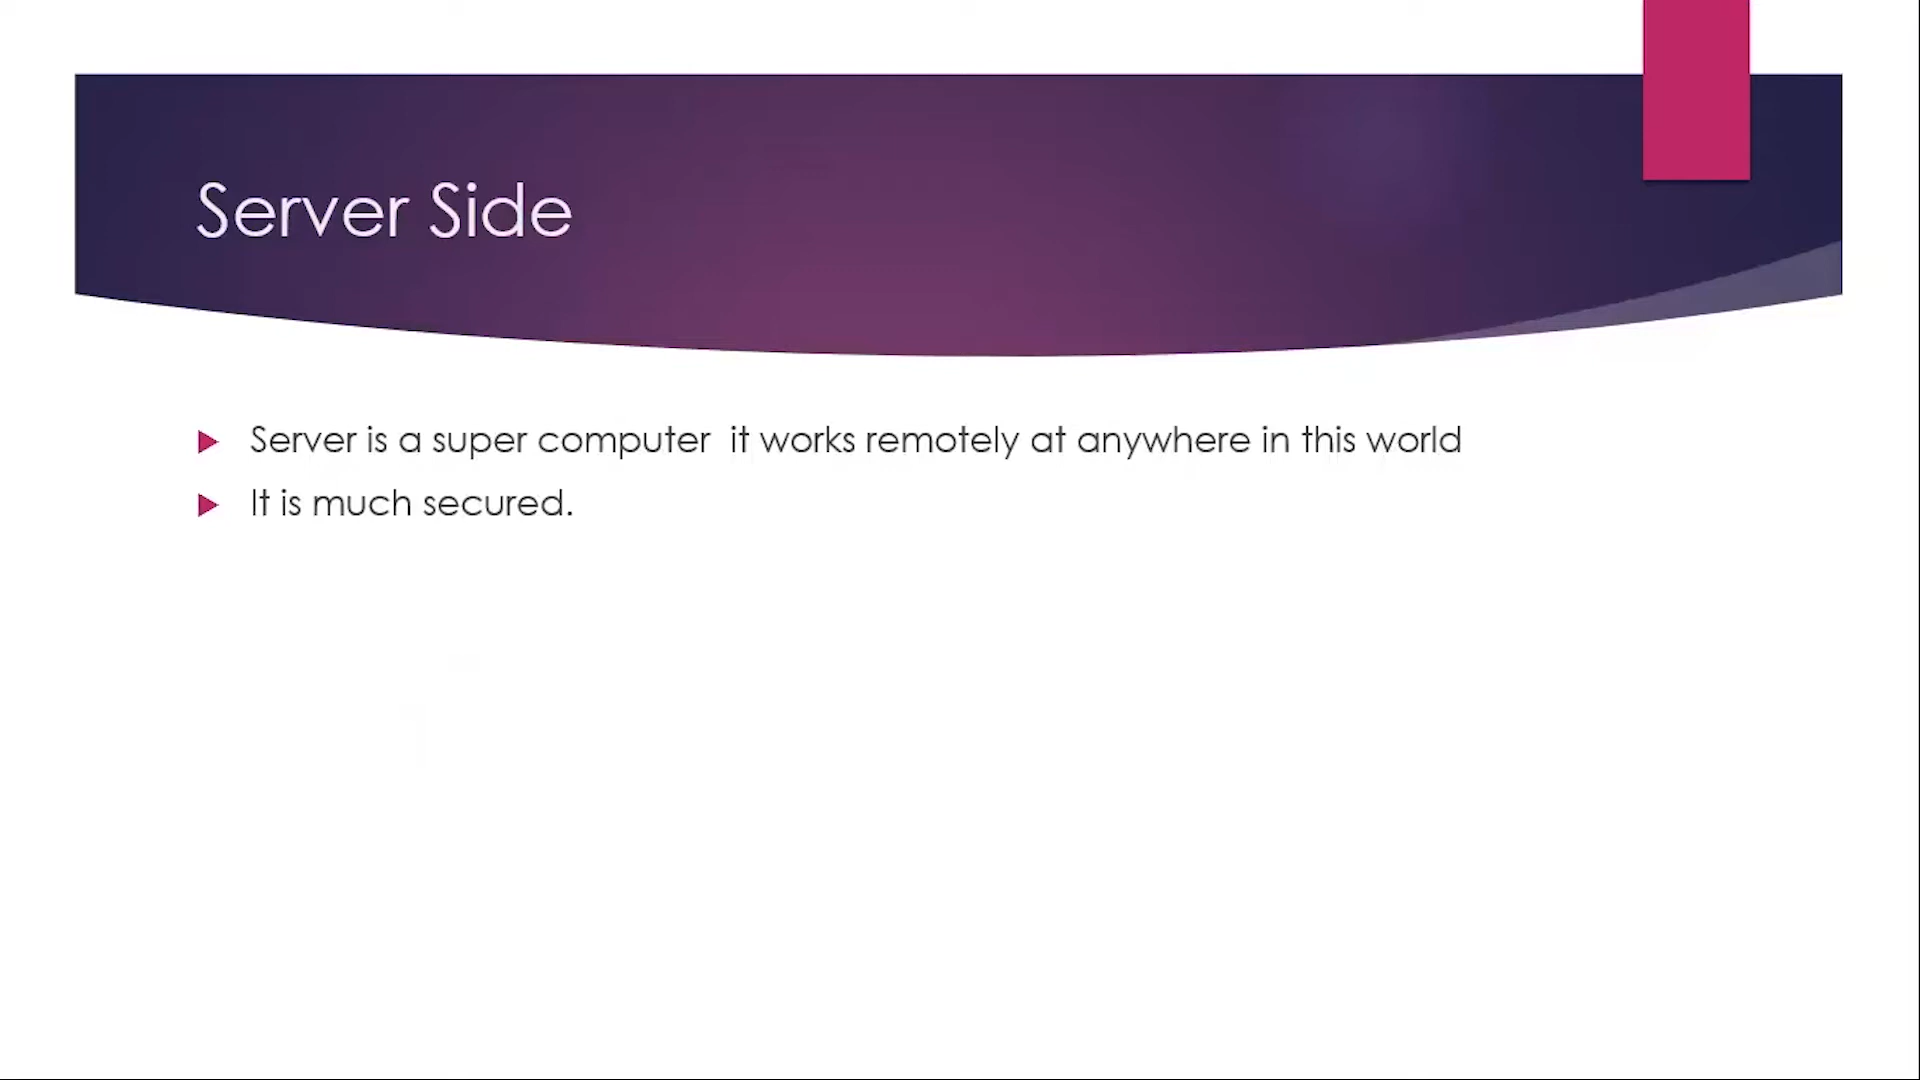 Server Side
Server is a super computer  it works remotely at anywhere in this world
It is much secured.